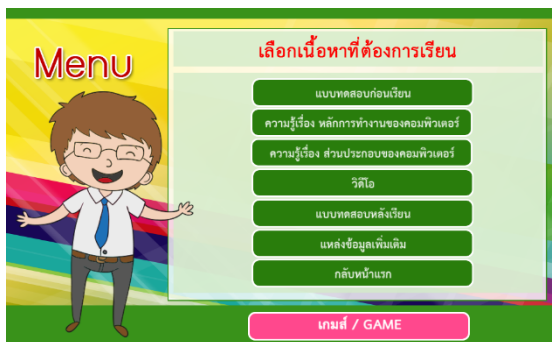 Menu
เลือกเนื้อหาที่ต้องการเรียน
แบบทดสอบก่อนเรียน
ความรู้เรื่อง หลักการทำงานของคอมพิวเตอร์
ความรู้เรื่อง ส่วนประกอบของคอมพิวเตอร์
วิดีโอ
แบบทดสอบหลังเรียน
แหล่งข้อมูลเพิ่มเติม
กลับหน้าแรก
เกมส์ / GAME